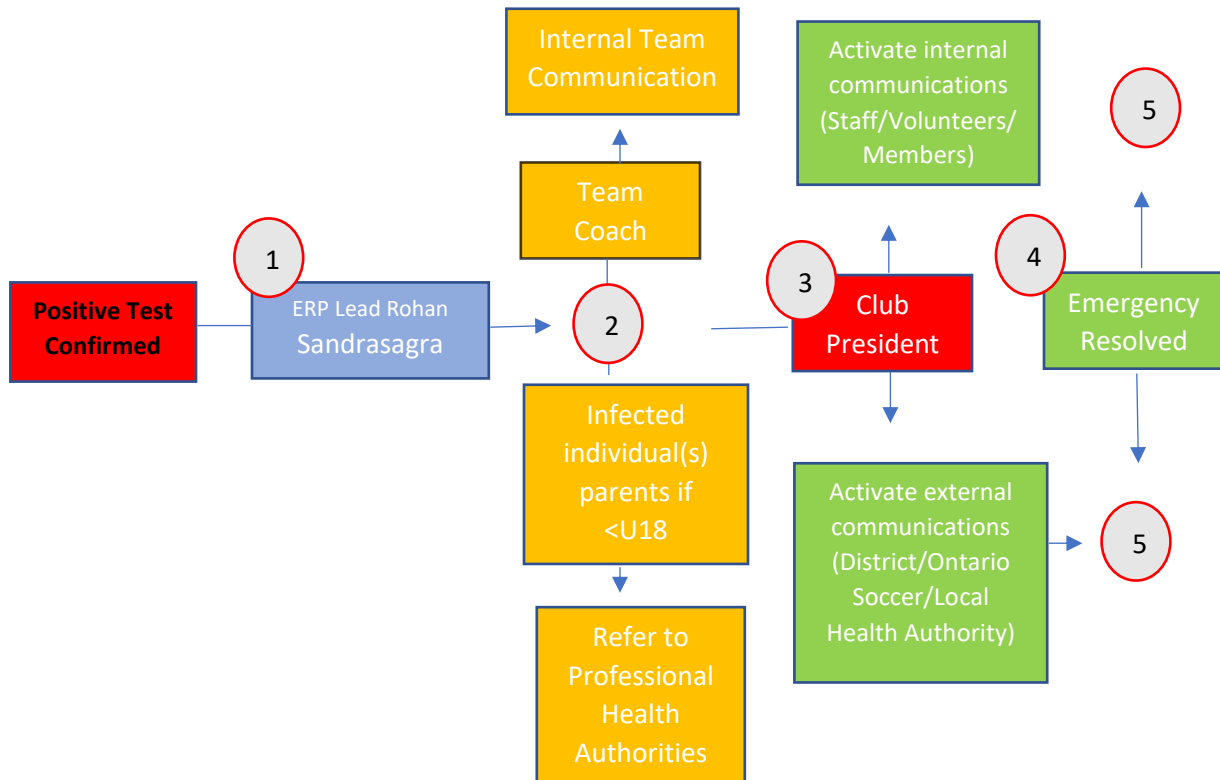 Positive Test
Confirmed
1
ERP Lead Rohan
Sandrasagra
Internal Team
Communication
Team
Coach
2
Infected
individual(s)
parents if
<U18
Refer to
Professional
Health
Authorities
Activate internal
communications
(Staff/Volunteers/
Members)
3
Club
President
Activate external
communications
(District/Ontario
Soccer/Local
Health Authority)
5
4
Emergency
Resolved
5